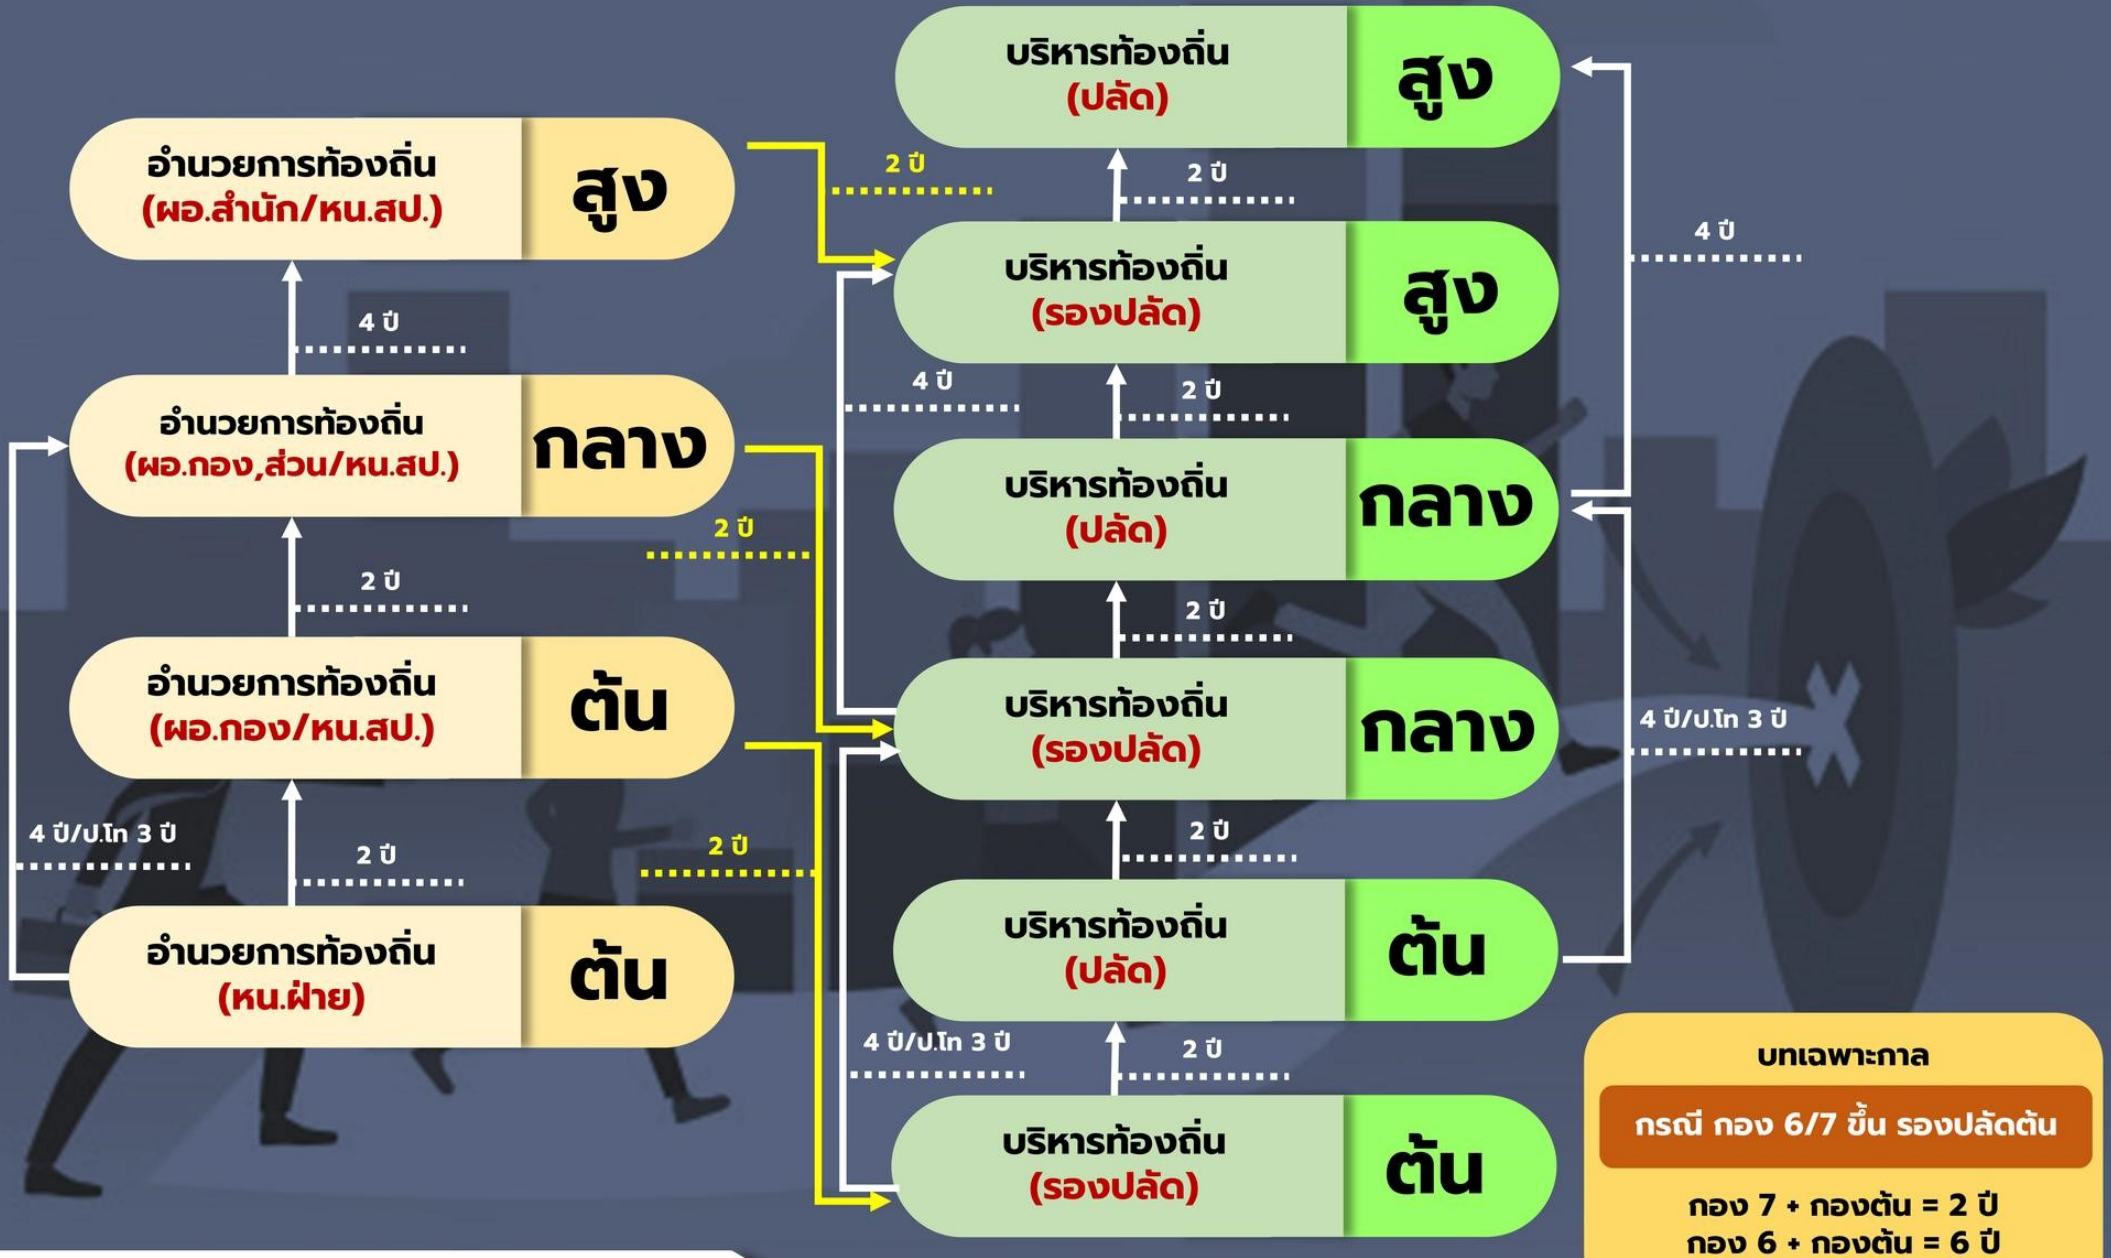 บริหารท้องถิ่น
(ปลัด)
สูง
อำนวยการท้องถิ่น
(ผอ.สำนัก/หน.สป.)
สูง
2 ปี
2 ปี
4 ปี
บริหารท้องถิ่น
(รองปลัด)
สูง
4 ปี
4 ปี
2 ปี
อำนวยการท้องถิ่น
(ผอ.กอง,ส่วน/หน.สป.)
กลาง
บริหารท้องถิ่น
(ปลัด)
กลาง
2 ปี
2 ปี
2 ปี
อำนวยการท้องถิ่น
(ผอ.กอง/หน.สป.)
ต้น
บริหารท้องถิ่น
(รองปลัด)
กลาง
4 ปี/ป.โท 3 ปี
4 ปี/ป.โท 3 ปี
2 ปี
2 ปี
2 ปี
อำนวยการท้องถิ่น
(หน.ฝ่าย)
ต้น
บริหารท้องถิ่น
(ปลัด)
ต้น
4 ปี/ป.โท 3 ปี
2 ปี
บริหารท้องถิ่น
(รองปลัด)
ต้น
บทเฉพาะกาล
กรณี กอง 6/7 ขึ้น รองปลัดต้น
กอง 7 + กองต้น = 2 ปี
กอง 6 + กองต้น = 6 ปี